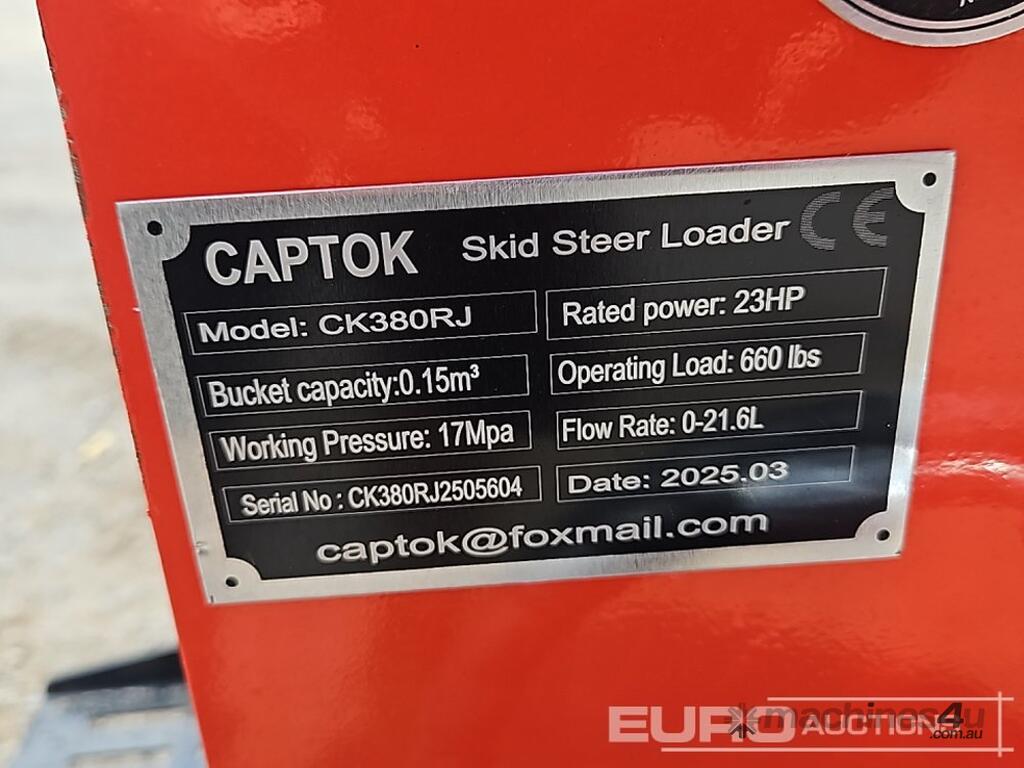 CAPTOK Skid Steer Loader CE
Model: CK380RJ
Rated power: 23HP
Bucket capacity:0.15m³
Operating Load: 660 lbs
Working Pressure: 17Mpa
Flow Rate: 0-21.6L
Serial No : CK380RJ2505604
Date: 2025.03
captok@foxmail.com
EURO AUCTIONS
machines4u
.com.au